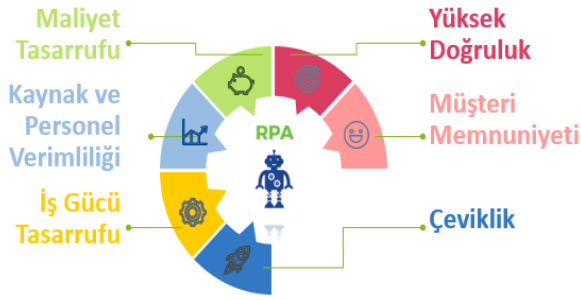 Maliyet
Tasarrufu
Yüksek
Doğruluk
Kaynak ve
Personel
Verimliliği
RPA
Müşteri
Memnuniyeti
İş Gücü
Tasarrufu
Çeviklik